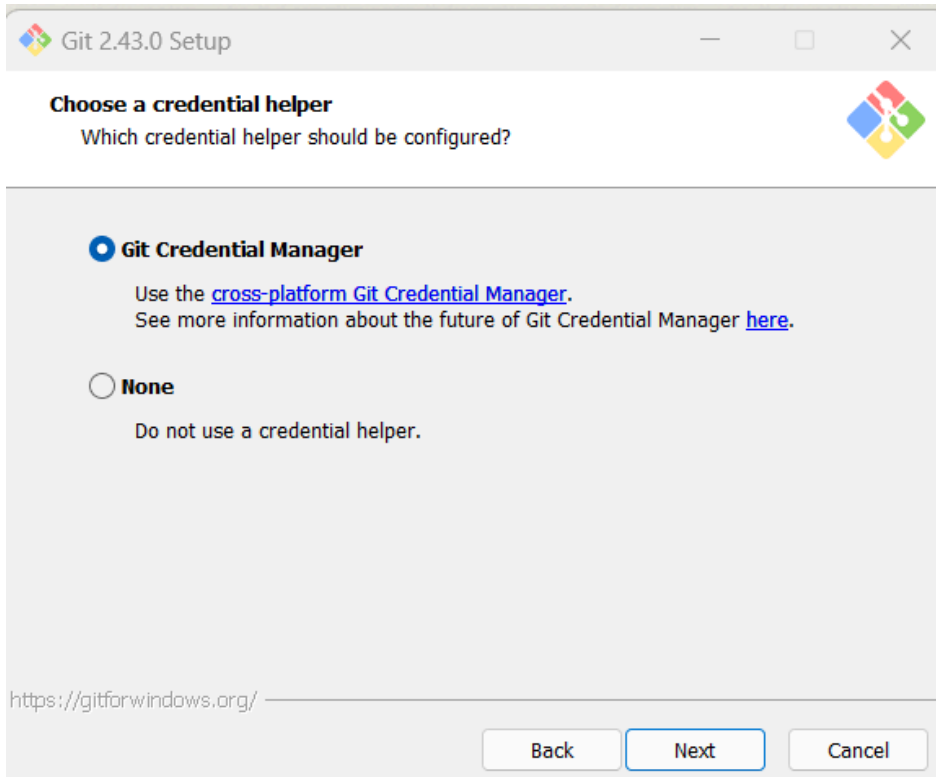 Git 2.43.0 Setup
Choose a credential helper
Which credential helper should be configured?
Git Credential Manager
Use the cross-platform Git Credential Manager.
See more information about the future of Git Credential Manager here.
None
Do not use a credential helper.
https://gitforwindows.org/
Back Next Cancel